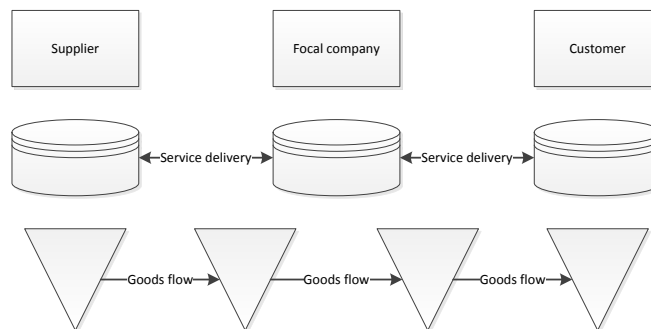 Supplier
Focal company
Customer
Service delivery
Service delivery
Goods flow
Goods flow
Goods flow